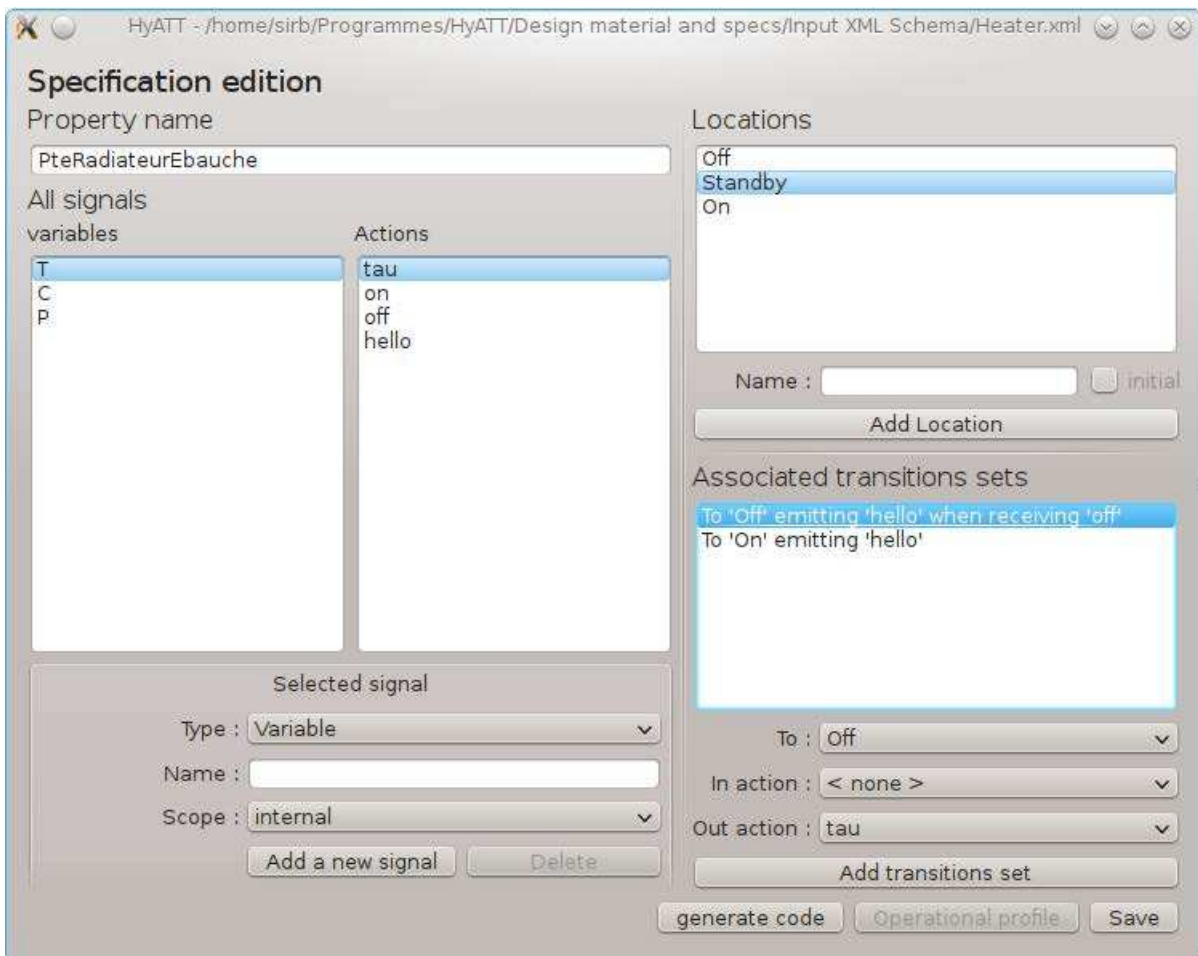 HyATT - /home/sirb/Programmes/HyATT/Design material and specs/Input XML Schema/Heater.xml
Specification edition
Property name
PteRadiateurEbauche
All signals
variables
T
C
P
Actions
tau
on
off
hello
Selected signal
Type : Variable
Name :
Scope : internal
Add a new signal
Delete
Locations
Off
Standby
On
Name :
initial
Add Location
Associated transitions sets
To 'Off' emitting 'hello' when receiving 'off'
To 'On' emitting 'hello'
To : Off
In action : < none >
Out action : tau
Add transitions set
generate code
Operational profile
Save